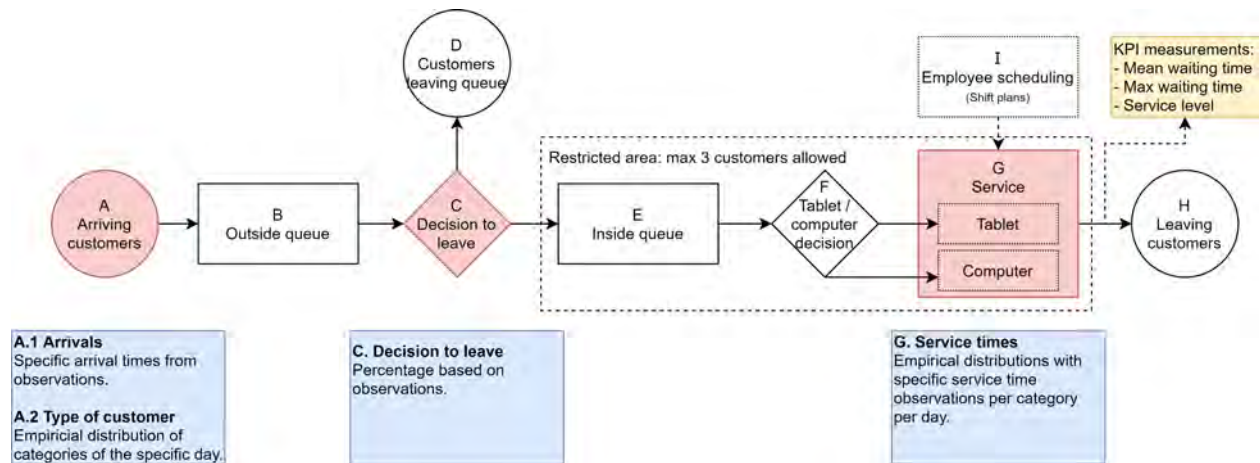 D
Customers
leaving queue
I
Employee scheduling
(Shift plans)
KPI measurements:
- Mean waiting time
- Max waiting time
- Service level
Restricted area: max 3 customers allowed
A
Arriving
customers
B
Outside queue
C
Decision to
leave
E
Inside queue
F
Tablet /
computer
decision
G
Service
Tablet
Computer
H
Leaving
customers
A.1 Arrivals
Specific arrival times from
observations.
A.2 Type of customer
Empiricial distribution of
categories of the specific day.
C. Decision to leave
Percentage based on
observations.
G. Service times
Empirical distributions with
specific service time
observations per category
per day.